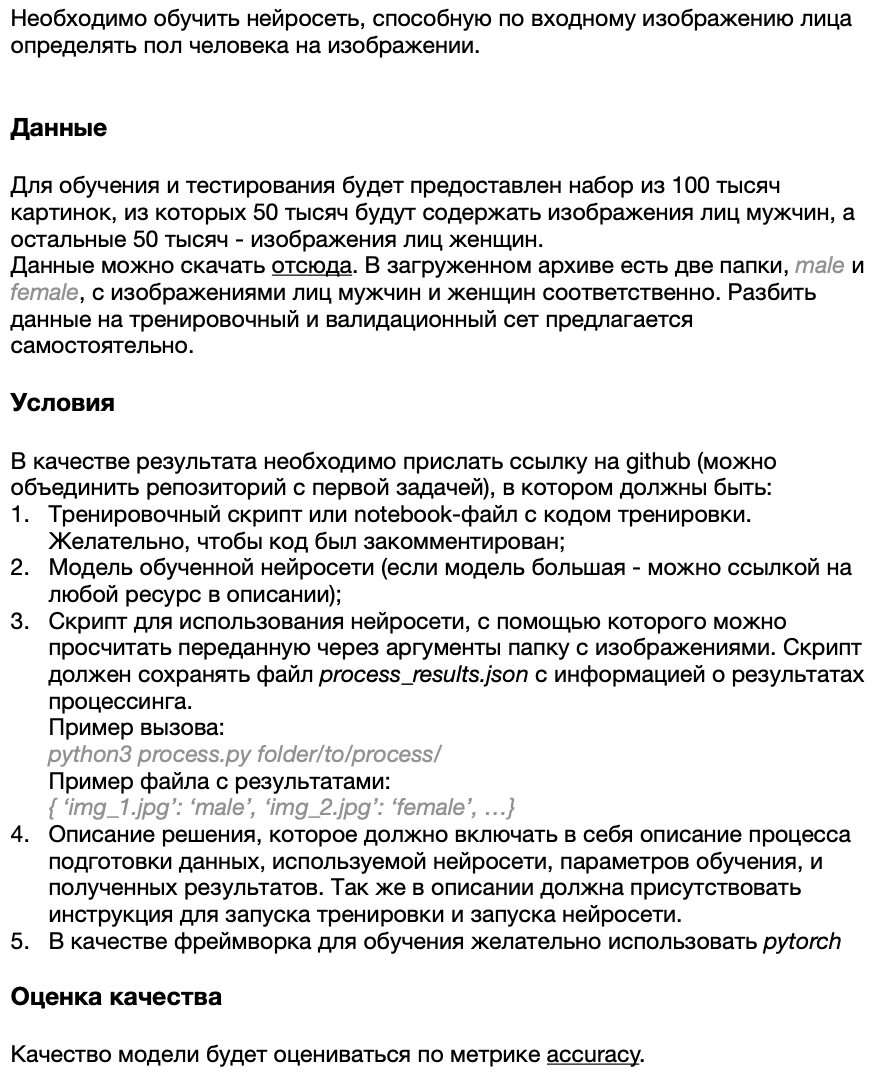 Необходимо обучить нейросеть, способную по входному изображению лица
определять пол человека на изображении.
Данные
Для обучения и тестирования будет предоставлен набор из 100 тысяч
картинок, из которых 50 тысяч будут содержать изображения лиц мужчин, а
остальные 50 тысяч - изображения лиц женщин.
Данные можно скачать отсюда. В загруженном архиве есть две папки, male и
female, с изображениями лиц мужчин и женщин соответственно. Разбить
данные на тренировочный и валидационный сет предлагается
самостоятельно.
Условия
В качестве результата необходимо прислать ссылку на github (можно
объединить репозиторий с первой задачей), в котором должны быть:
1. Тренировочный скрипт или notebook-файл с кодом тренировки.
Желательно, чтобы код был закомментирован;
2. Модель обученной нейросети (если модель большая - можно ссылкой на
любой ресурс в описании);
3. Скрипт для использования нейросети, с помощью которого можно
просчитать переданную через аргументы папку с изображениями. Скрипт
должен сохранять файл process_results.json с информацией о результатах
процессинга.
Пример вызова:
python3 process.py folder/to/process/
Пример файла с результатами:
{ ‘img_1.jpg’: ‘male’, ‘img_2.jpg’: ‘female’, …}
4. Описание решения, которое должно включать в себя описание процесса
подготовки данных, используемой нейросети, параметров обучения, и
полученных результатов. Так же в описании должна присутствовать
инструкция для запуска тренировки и запуска нейросети.
5. В качестве фреймворка для обучения желательно использовать pytorch
Оценка качества
Качество модели будет оцениваться по метрике accuracy.